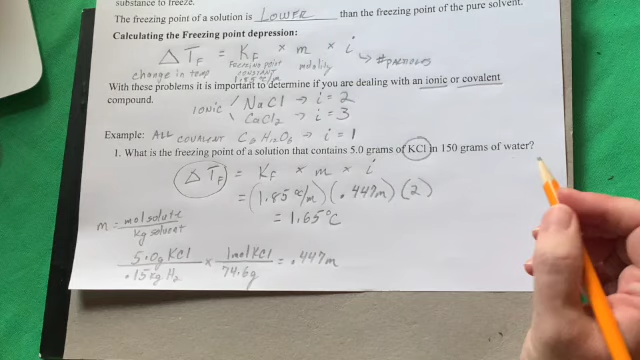 substance to freeze.
The freezing point of a solution is LOWER than the freezing point of the pure solvent.
Calculating the Freezing point depression:
Δ TF = KF × m × i → # particles
change in temp FREEZING POINT CONSTANT 1.85°C/m molality
With these problems it is important to determine if you are dealing with an ionic or covalent
compound.
IONIC / NaCl → i = 2
\ CaCl2 → i = 3
Example: ALL COVALENT C6H12O6 → i = 1
1. What is the freezing point of a solution that contains 5.0 grams of KCl in 150 grams of water?
Δ TF = KF × m × i
= (1.85°C/m) (.447m) (2)
= 1.65°C
m = mol solute / kg solvent
5.0g KCl / .15kg H2 × 1mol KCl / 74.6g = .447m